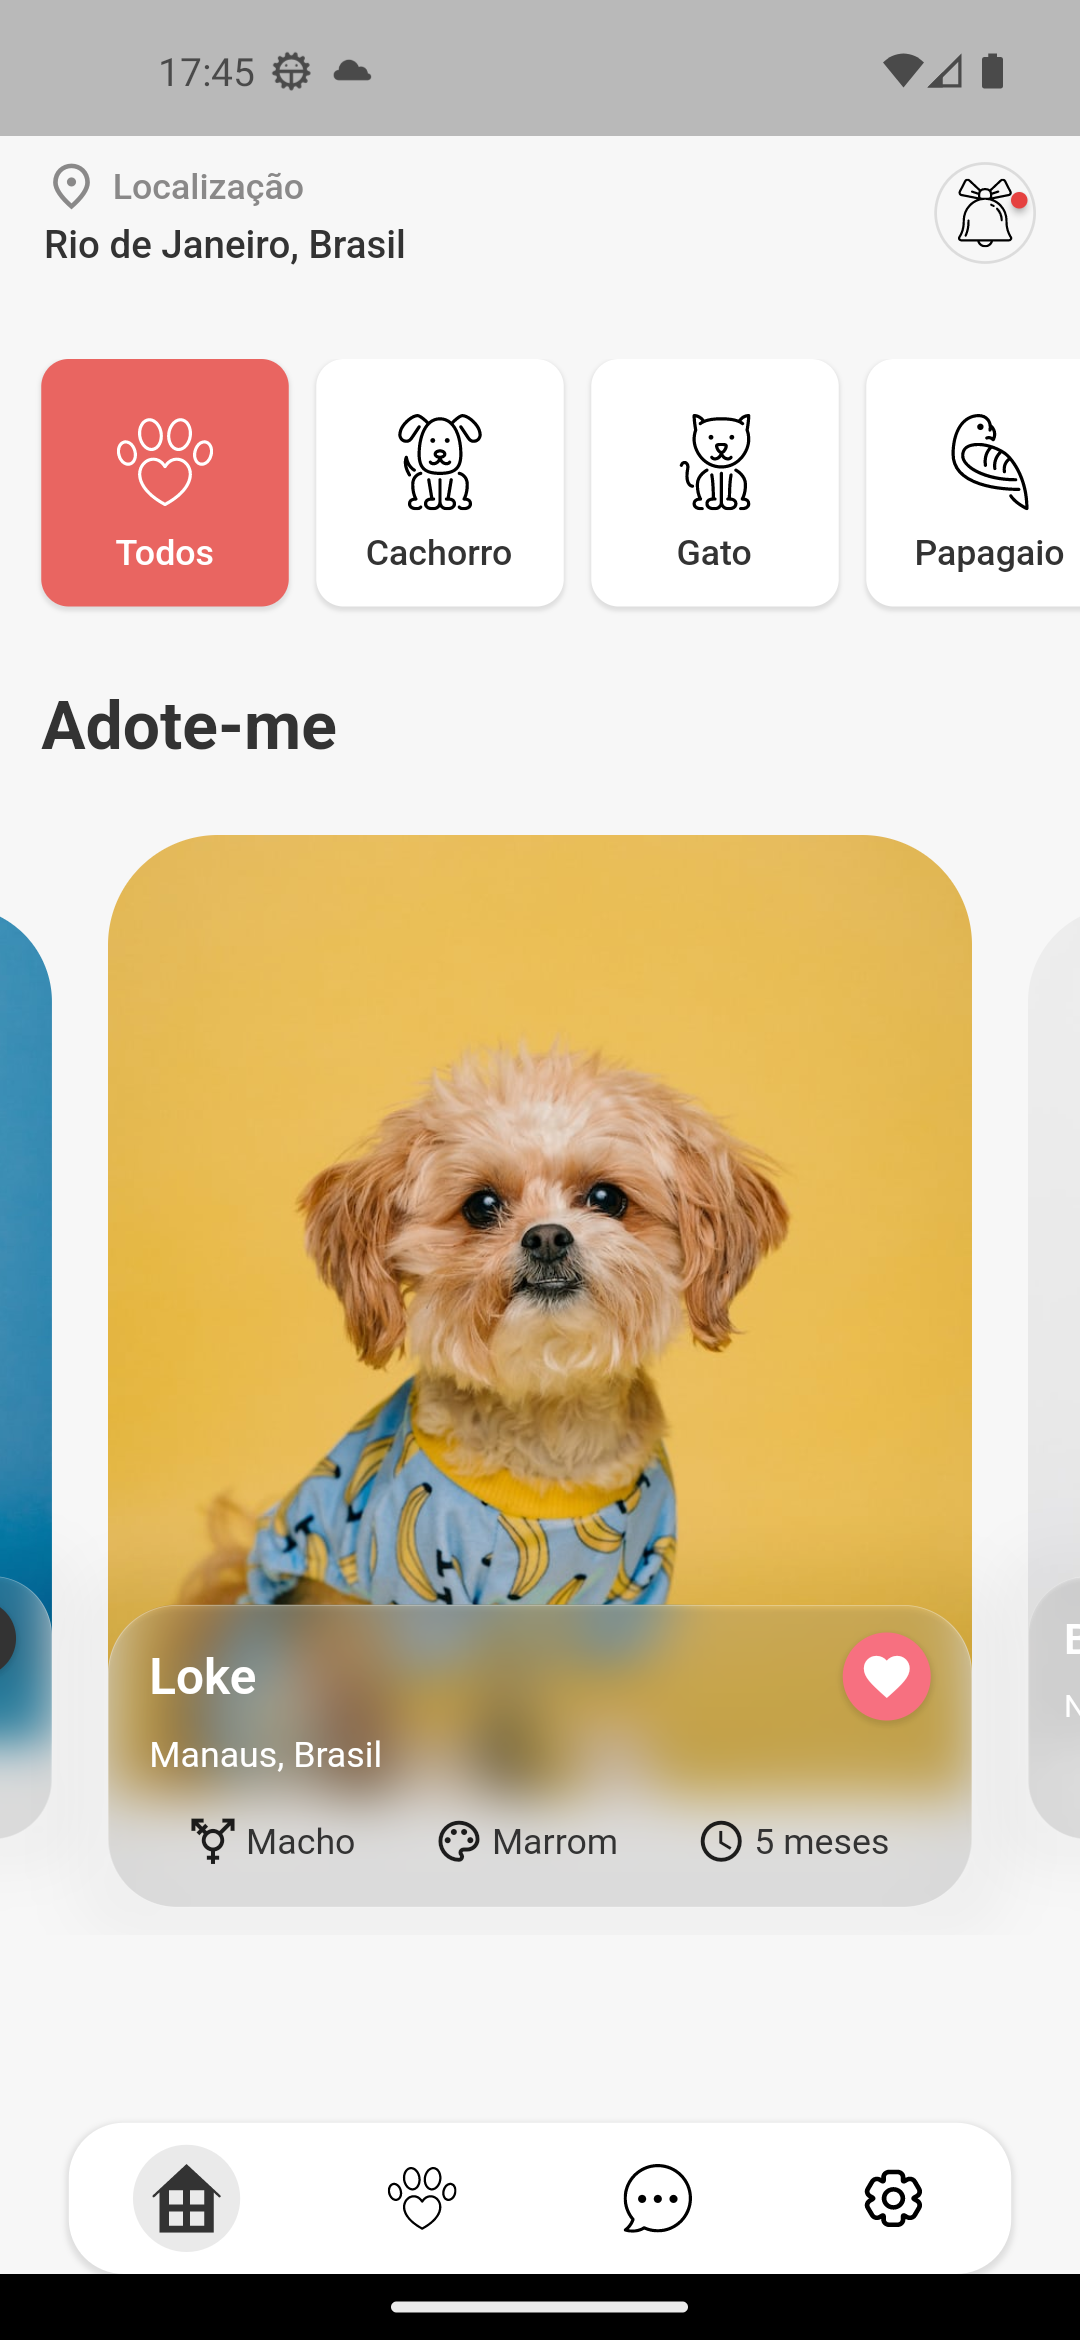 17:45
Localização
Rio de Janeiro, Brasil
Todos
Cachorro
Gato
Papagaio
Adote-me
Loke
Manaus, Brasil
Macho
Marrom
5 meses